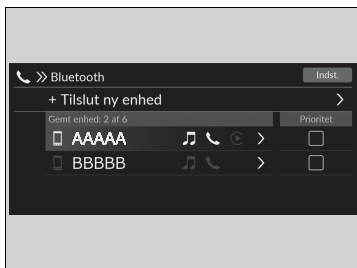 Bluetooth
Indst.
+ Tilslut ny enhed
Gemt enhed: 2 af 6 Prioritet
AAAAA
BBBBB